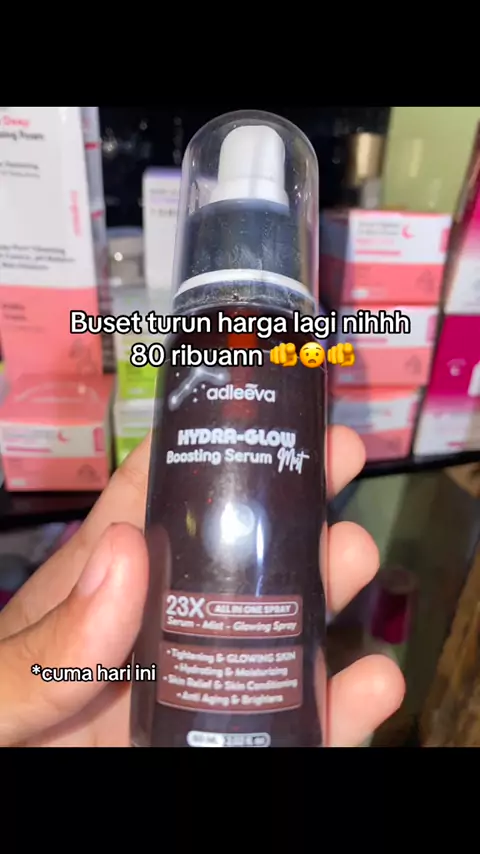 Buset turun harga lagi nihhh
80 ribuann 🫵😧🫵
adleeva
HYDRA-GLOW
Boosting Serum Mist
23X ALL IN ONE SPRAY
Serum - Mist - Glowing Spray
• Tightening & GLOWING SKIN
• Hydrating & Moisturizing
• Skin Relief & Skin Conditioning
• Anti Aging & Brighten
*cuma hari ini